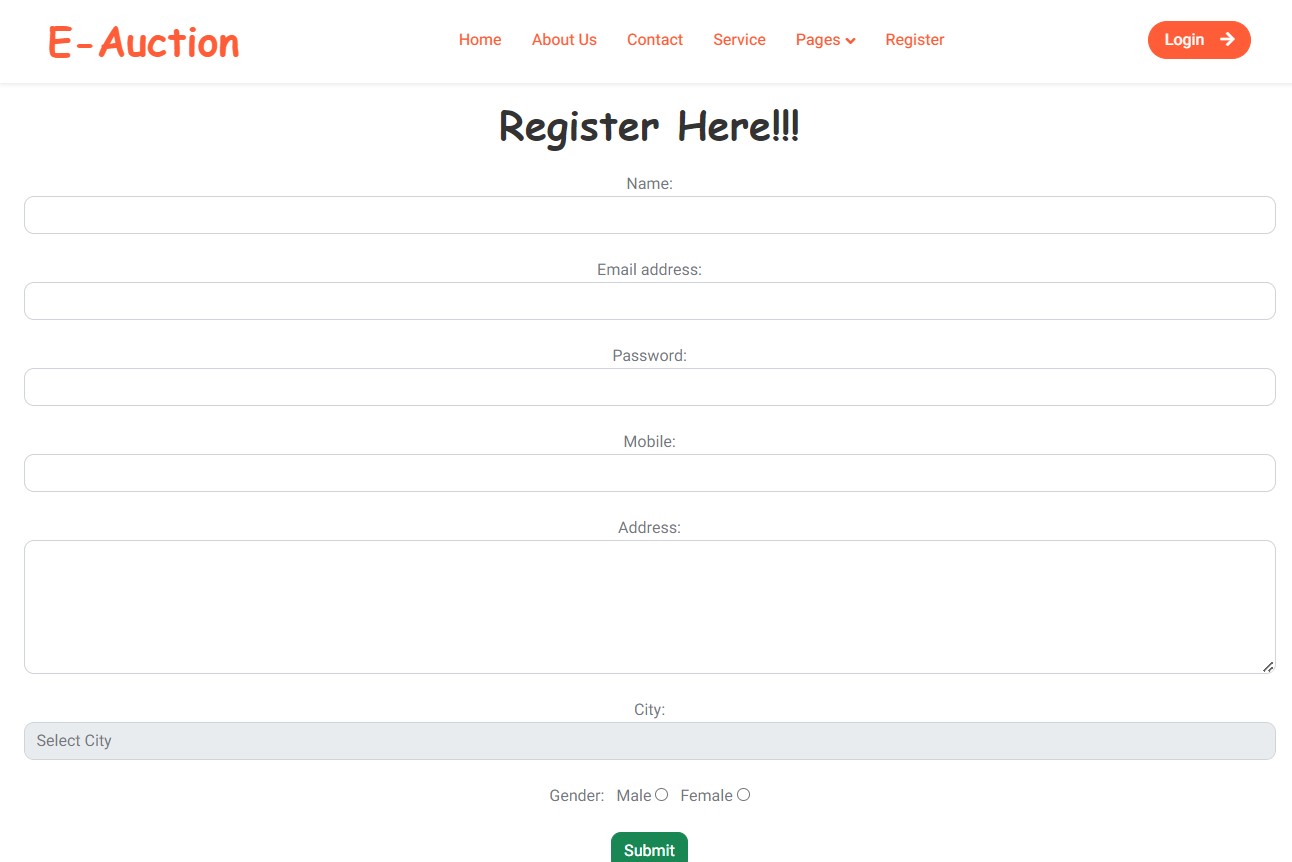 E-Auction
Home About Us Contact Service Pages Register
Login
Register Here!!!
Name:
Email address:
Password:
Mobile:
Address:
City:
Select City
Gender: Male Female
Submit